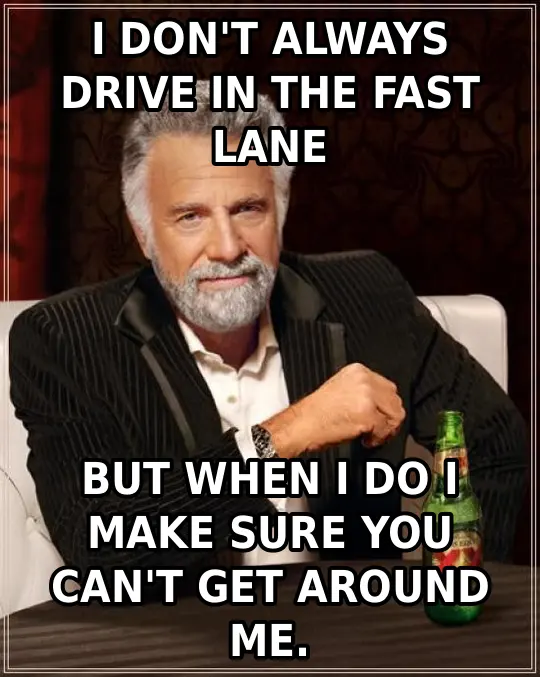 I DON'T ALWAYS
DRIVE IN THE FAST
LANE
BUT WHEN I DO I
MAKE SURE YOU
CAN'T GET AROUND
ME.